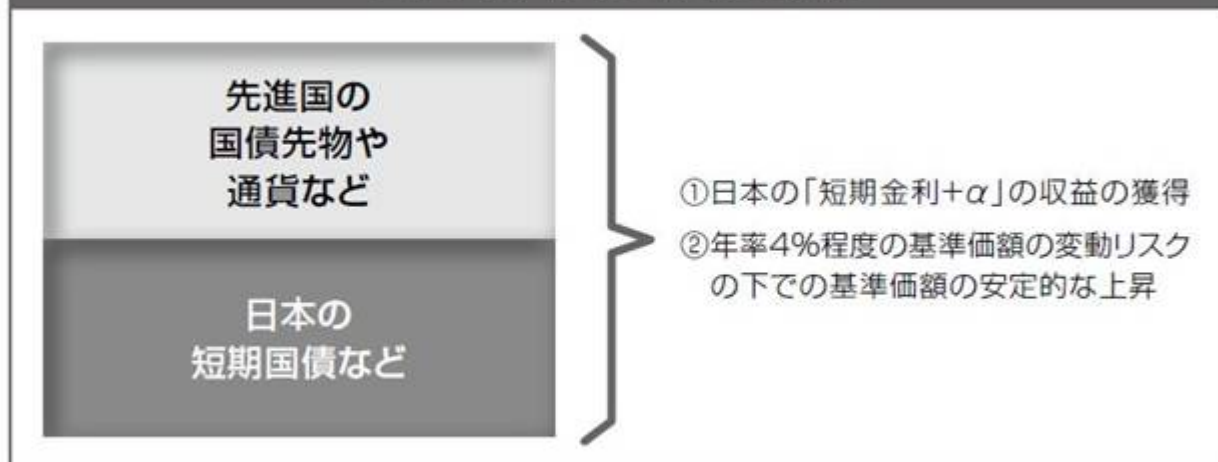 先進国の
国債先物や
通貨など
日本の
短期国債など
①日本の「短期金利+α」の収益の獲得
②年率4%程度の基準価額の変動リスク
の下での基準価額の安定的な上昇